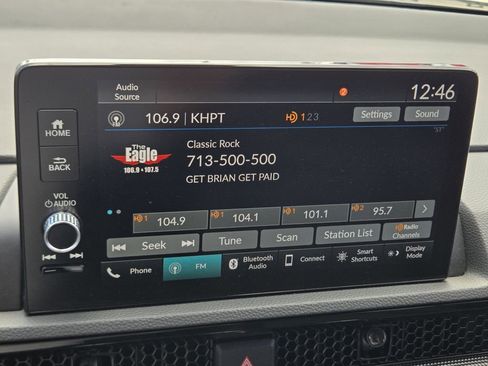 Audio
Source
2
12:46
106.9 | KHPT
HD 1 2 3
Settings
Sound
HOME
BACK
VOL
AUDIO
The
Eagle
106.9 • 107.5
Classic Rock
713-500-500
GET BRIAN GET PAID
"ST"
HD 1 104.9
HD 1 104.1
HD 1 101.1
HD 2 95.7
Seek
Tune
Scan
Station List
HD Radio
Channels
Phone
FM
Bluetooth
Audio
Connect
Smart
Shortcuts
Display
Mode